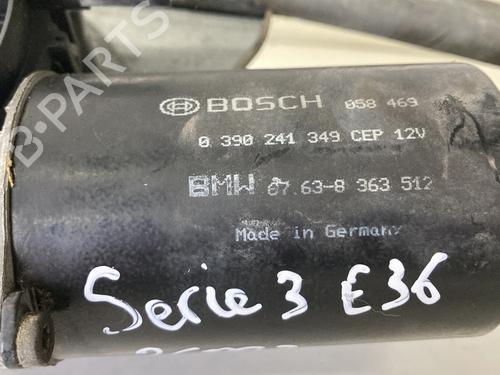 BOSCH 058 469
0 390 241 349 CEP 12V
BMW 67.63-8 363 512
Made in Germany
Serie 3 E36
B-PARTS